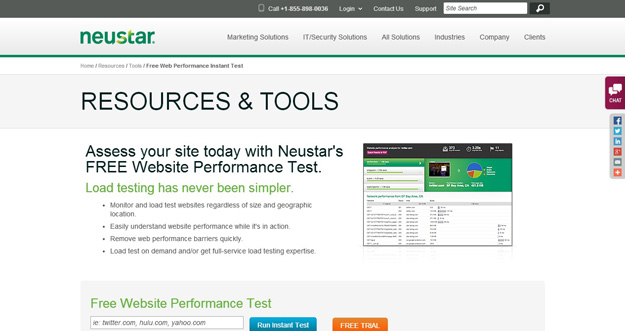 Call +1-855-898-0036 Login Contact Us Support Site Search
neustar
Marketing Solutions IT/Security Solutions All Solutions Industries Company Clients
Home / Resources / Tools / Free Web Performance Instant Test
RESOURCES & TOOLS
CHAT
Assess your site today with Neustar's
FREE Website Performance Test.
Load testing has never been simpler.
Monitor and load test websites regardless of size and geographic
location.
Easily understand website performance while it's in action.
Remove web performance barriers quickly.
Load test on demand and/or get full-service load testing expertise.
Free Website Performance Test
ie: twitter.com, hulu.com, yahoo.com Run Instant Test FREE TRIAL